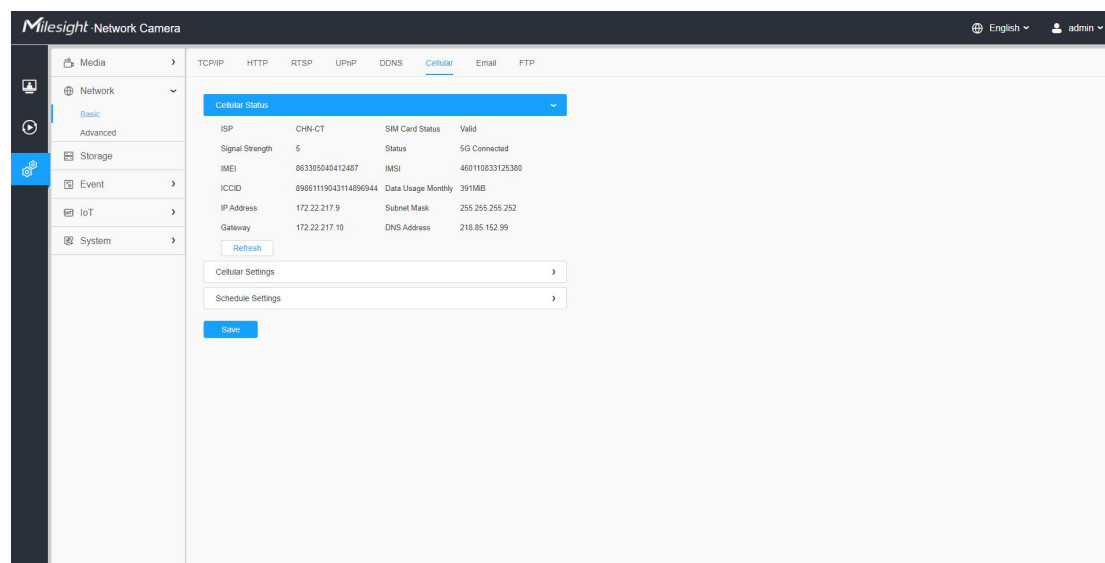 Milesight · Network Camera English admin
Media
Network
Basic
Advanced
Storage
Event
IoT
System
TCP/IP HTTP RTSP UPnP DDNS Cellular Email FTP
Cellular Status
ISP CHN-CT SIM Card Status Valid
Signal Strength 5 Status 5G Connected
IMEI 863305040412487 IMSI 460110833125380
ICCID 89861119043114896944 Data Usage Monthly 391MiB
IP Address 172.22.217.9 Subnet Mask 255.255.255.252
Gateway 172.22.217.10 DNS Address 218.85.152.99
Refresh
Cellular Settings
Schedule Settings
Save